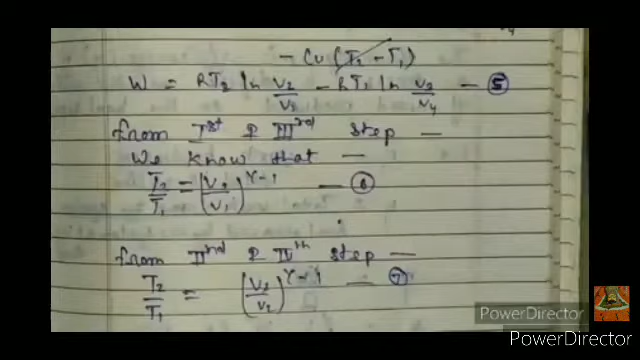 - Cv (T2 - T1)
W = RT2 ln V2/V1 - RT1 ln V3/V4 - (5)
from Ist & IIIrd step -
We know that -
T2/T1 = (V4/V1)^γ-1 - (6)
from IInd & IVth step -
T2/T1 = (V3/V2)^γ-1 - (7)
PowerDirector
PowerDirector